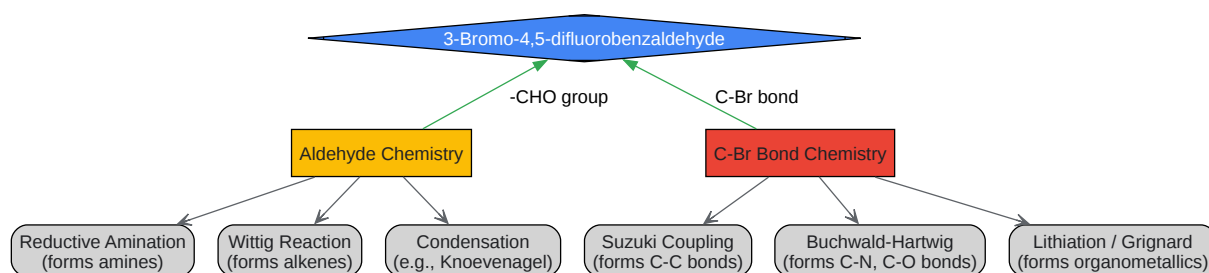 3-Bromo-4,5-difluorobenzaldehyde
-CHO group
C-Br bond
Aldehyde Chemistry
C-Br Bond Chemistry
Reductive Amination
(forms amines)
Wittig Reaction
(forms alkenes)
Condensation
(e.g., Knoevenagel)
Suzuki Coupling
(forms C-C bonds)
Buchwald-Hartwig
(forms C-N, C-O bonds)
Lithiation / Grignard
(forms organometallics)